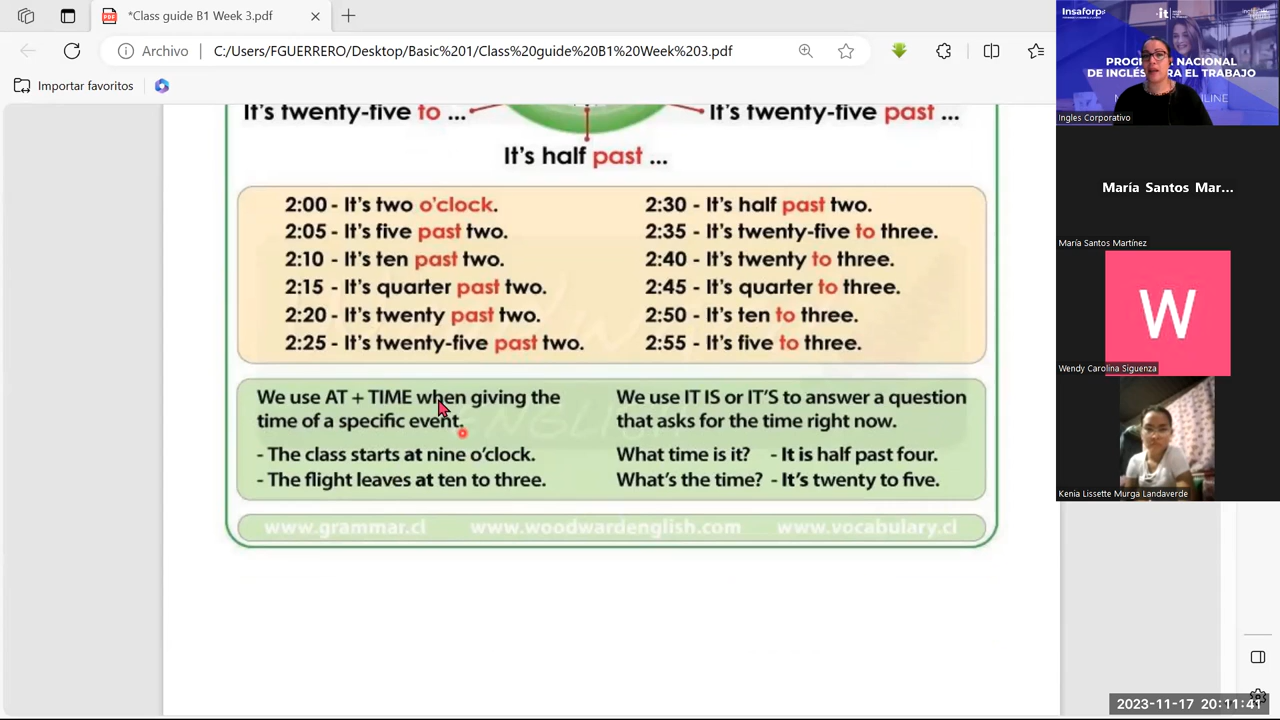 *Class guide B1 Week 3.pdf
Archivo
C:/Users/FGUERRERO/Desktop/Basic%201/Class%20guide%20B1%20Week%203.pdf
Importar favoritos
It's twenty-five to ...
It's twenty-five past ...
It's half past ...
2:00 - It's two o'clock.
2:05 - It's five past two.
2:10 - It's ten past two.
2:15 - It's quarter past two.
2:20 - It's twenty past two.
2:25 - It's twenty-five past two.
2:30 - It's half past two.
2:35 - It's twenty-five to three.
2:40 - It's twenty to three.
2:45 - It's quarter to three.
2:50 - It's ten to three.
2:55 - It's five to three.
We use AT + TIME when giving the
time of a specific event.
- The class starts at nine o'clock.
- The flight leaves at ten to three.
We use IT IS or IT'S to answer a question
that asks for the time right now.
What time is it? - It is half past four.
What's the time? - It's twenty to five.
www.grammar.cl www.woodwardenglish.com www.vocabulary.cl
Insaforp
NACIONAL
DE INGLÉS EL TRABAJO
Ingles Corporativo
María Santos Mar...
María Santos Martínez
W
Wendy Carolina Siguenza
Kenia Lissette Murga Landaverde
2023-11-17 20:11:41